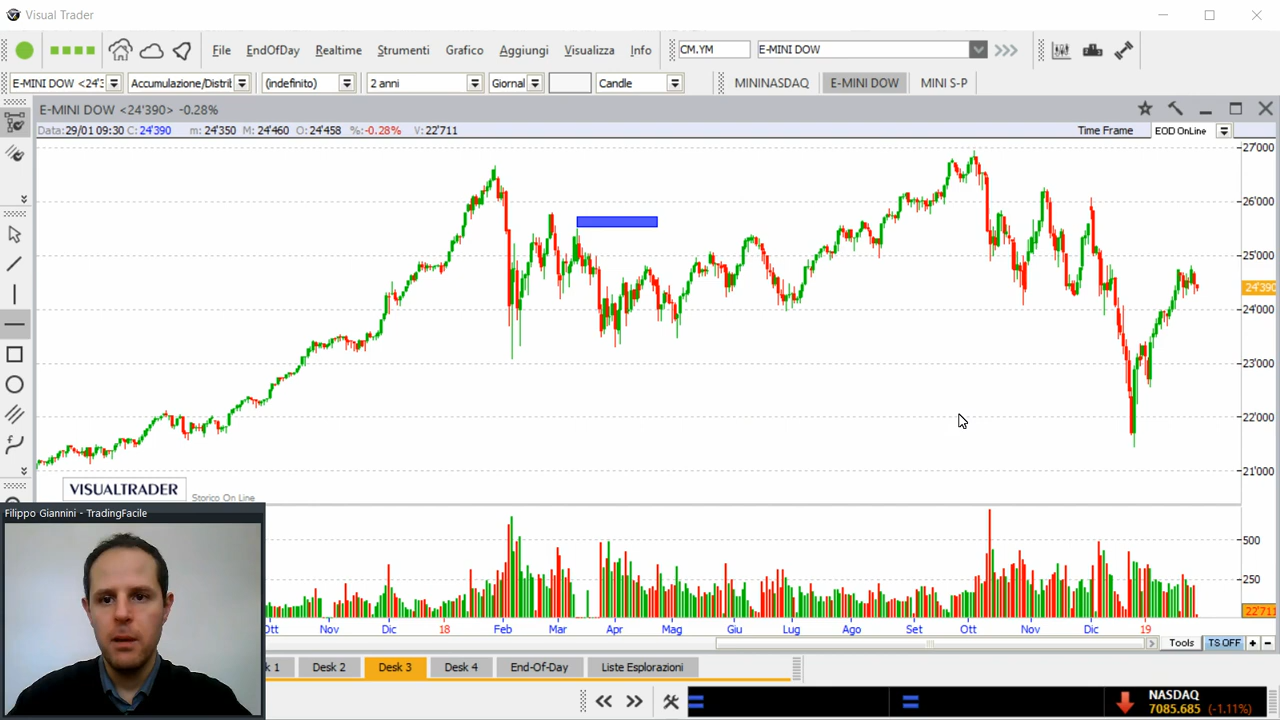 Visual Trader
File EndOfDay Realtime Strumenti Grafico Aggiungi Visualizza Info CM.YM E-MINI DOW
E-MINI DOW <24'3 Accumulazione/Distrib (indefinito) 2 anni Giornal Candle MININASDAQ E-MINI DOW MINI S-P
E-MINI DOW <24'390> -0.28%
Data:29/01 09:30 C:24'390 m:24'350 M:24'460 O:24'458 %:-0.28% V:22'711 Time Frame EOD OnLine
27'000
26'000
25'000
24'390
24'000
23'000
22'000
21'000
VISUALTRADER Storico On Line
Filippo Giannini - TradingFacile
500
250
22'711
Ott Nov Dic 18 Feb Mar Apr Mag Giu Lug Ago Set Ott Nov Dic 19
Tools TS OFF + -
k 1 Desk 2 Desk 3 Desk 4 End-Of-Day Liste Esplorazioni
NASDAQ
7085.685 (-1.11%)